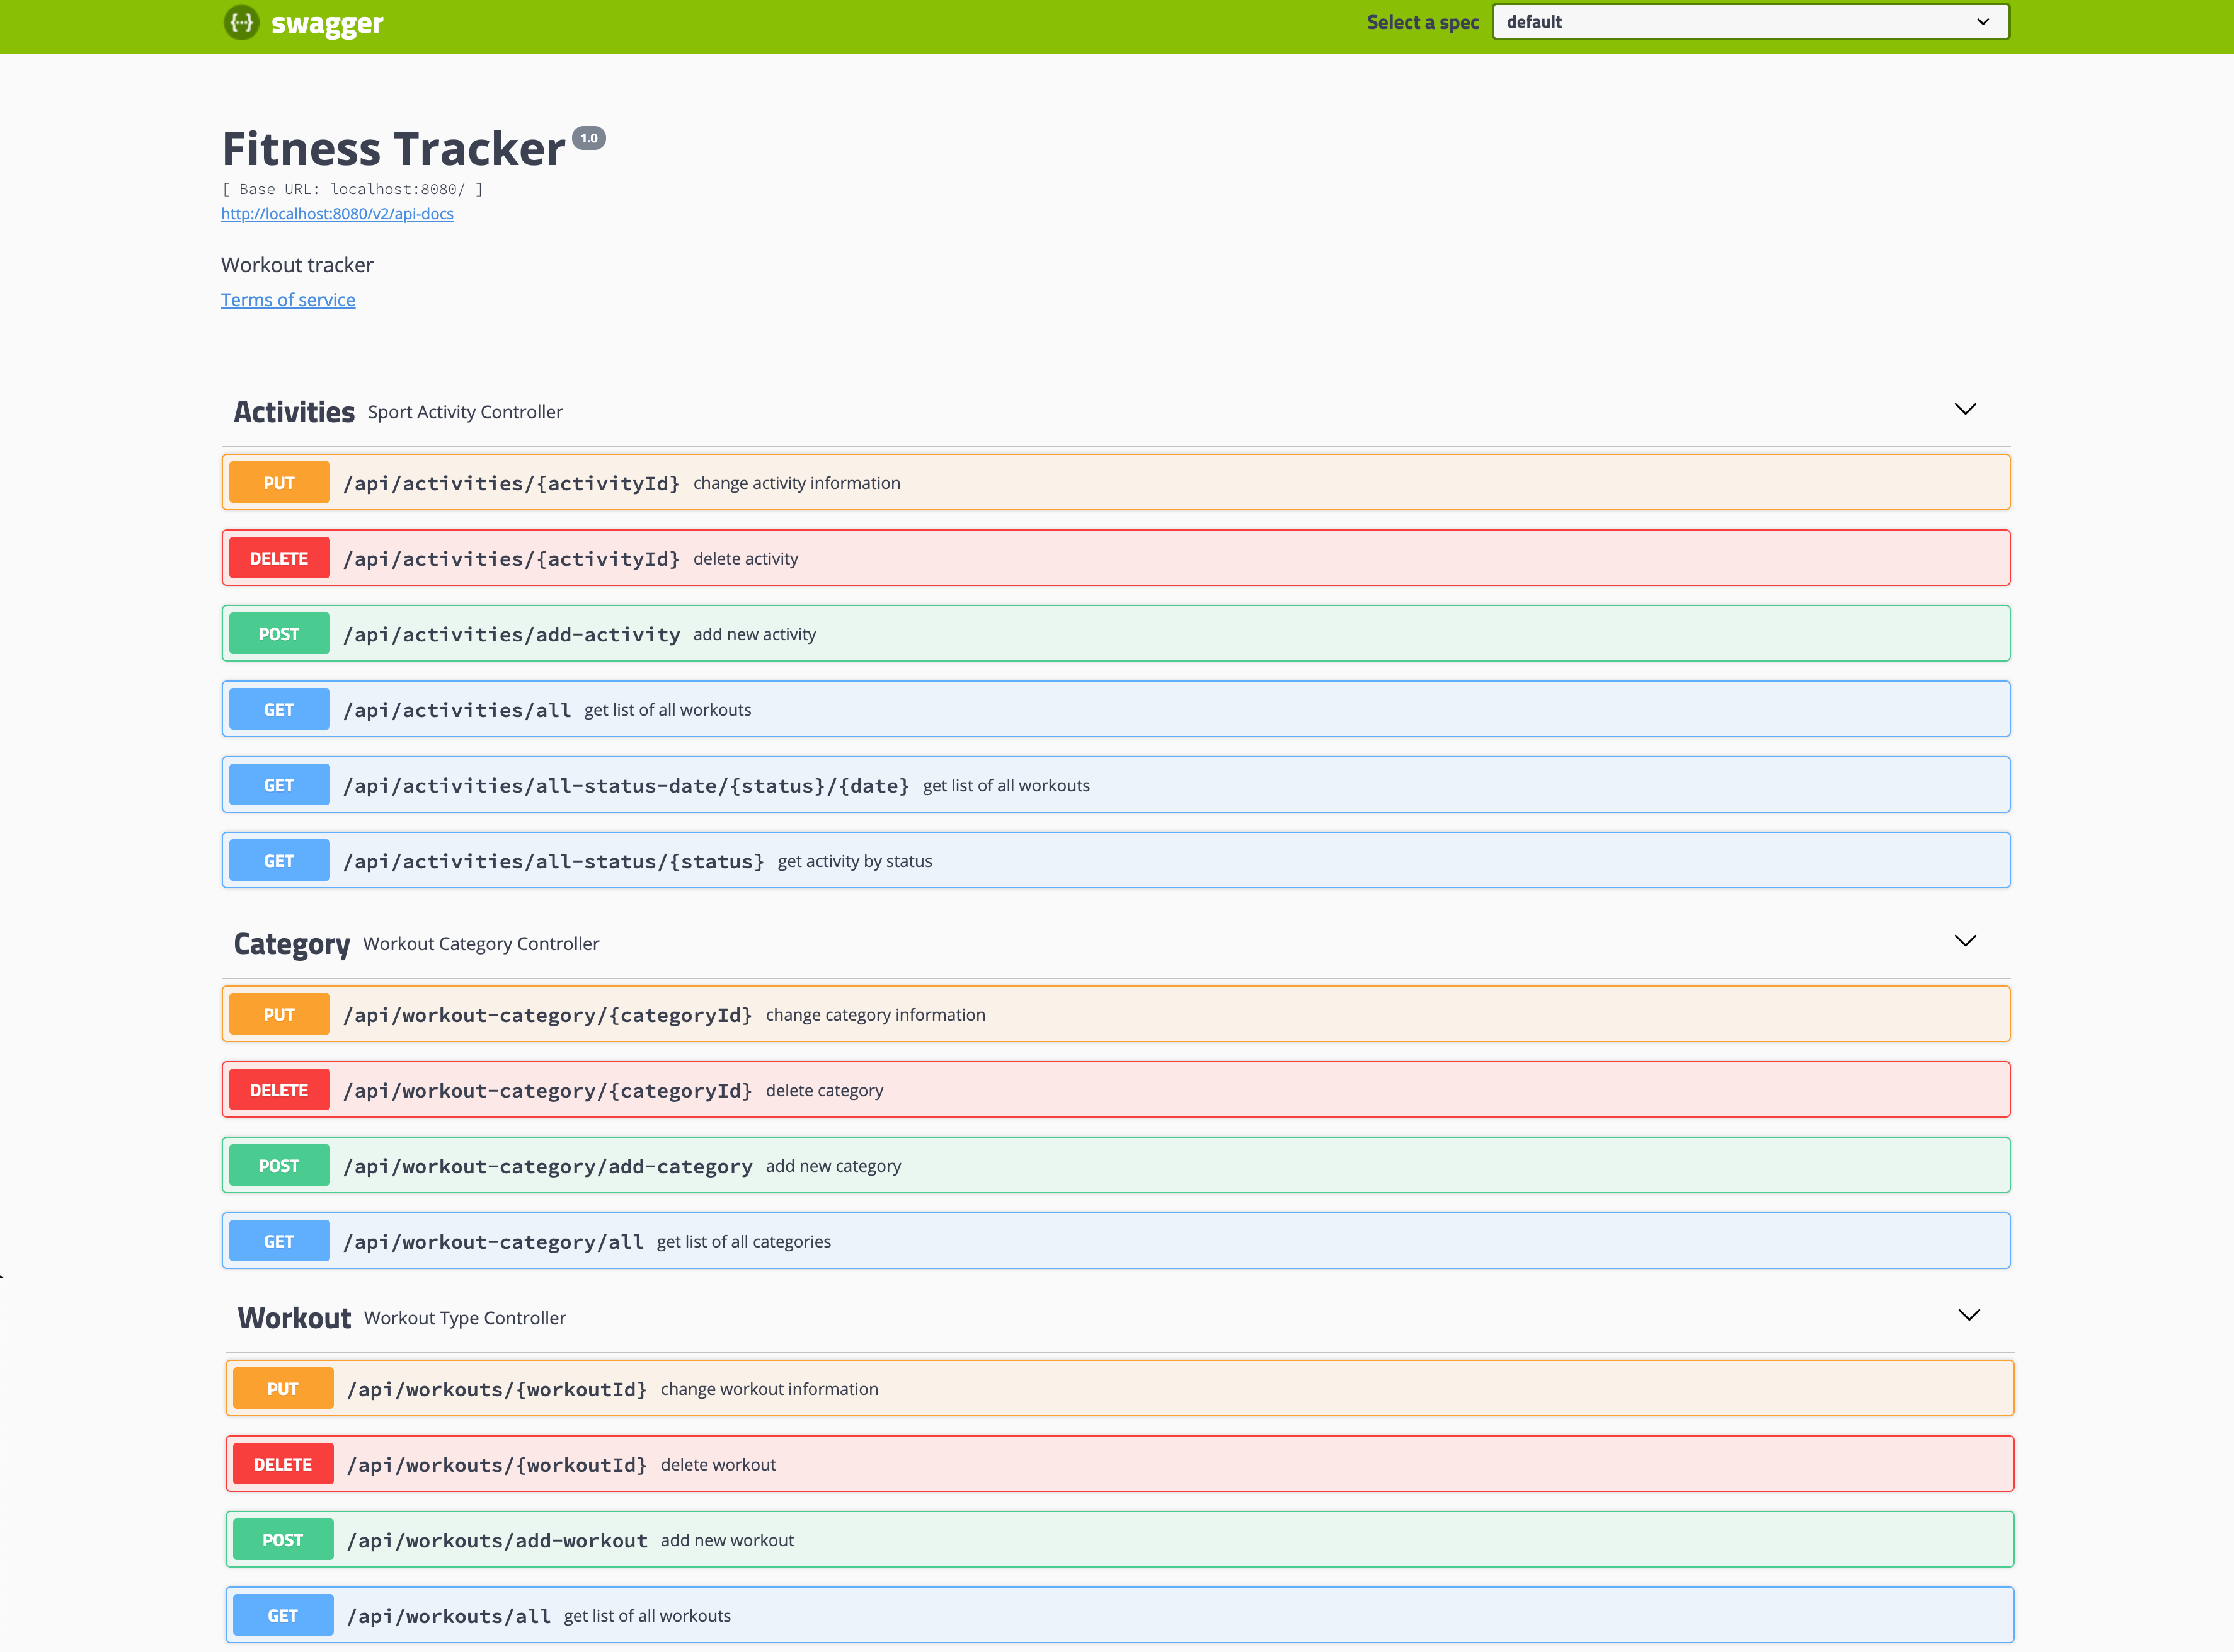 swagger Select a spec default
Fitness Tracker 1.0
[ Base URL: localhost:8080/ ]
http://localhost:8080/v2/api-docs
Workout tracker
Terms of service
Activities Sport Activity Controller
PUT /api/activities/{activityId} change activity information
DELETE /api/activities/{activityId} delete activity
POST /api/activities/add-activity add new activity
GET /api/activities/all get list of all workouts
GET /api/activities/all-status-date/{status}/{date} get list of all workouts
GET /api/activities/all-status/{status} get activity by status
Category Workout Category Controller
PUT /api/workout-category/{categoryId} change category information
DELETE /api/workout-category/{categoryId} delete category
POST /api/workout-category/add-category add new category
GET /api/workout-category/all get list of all categories
Workout Workout Type Controller
PUT /api/workouts/{workoutId} change workout information
DELETE /api/workouts/{workoutId} delete workout
POST /api/workouts/add-workout add new workout
GET /api/workouts/all get list of all workouts